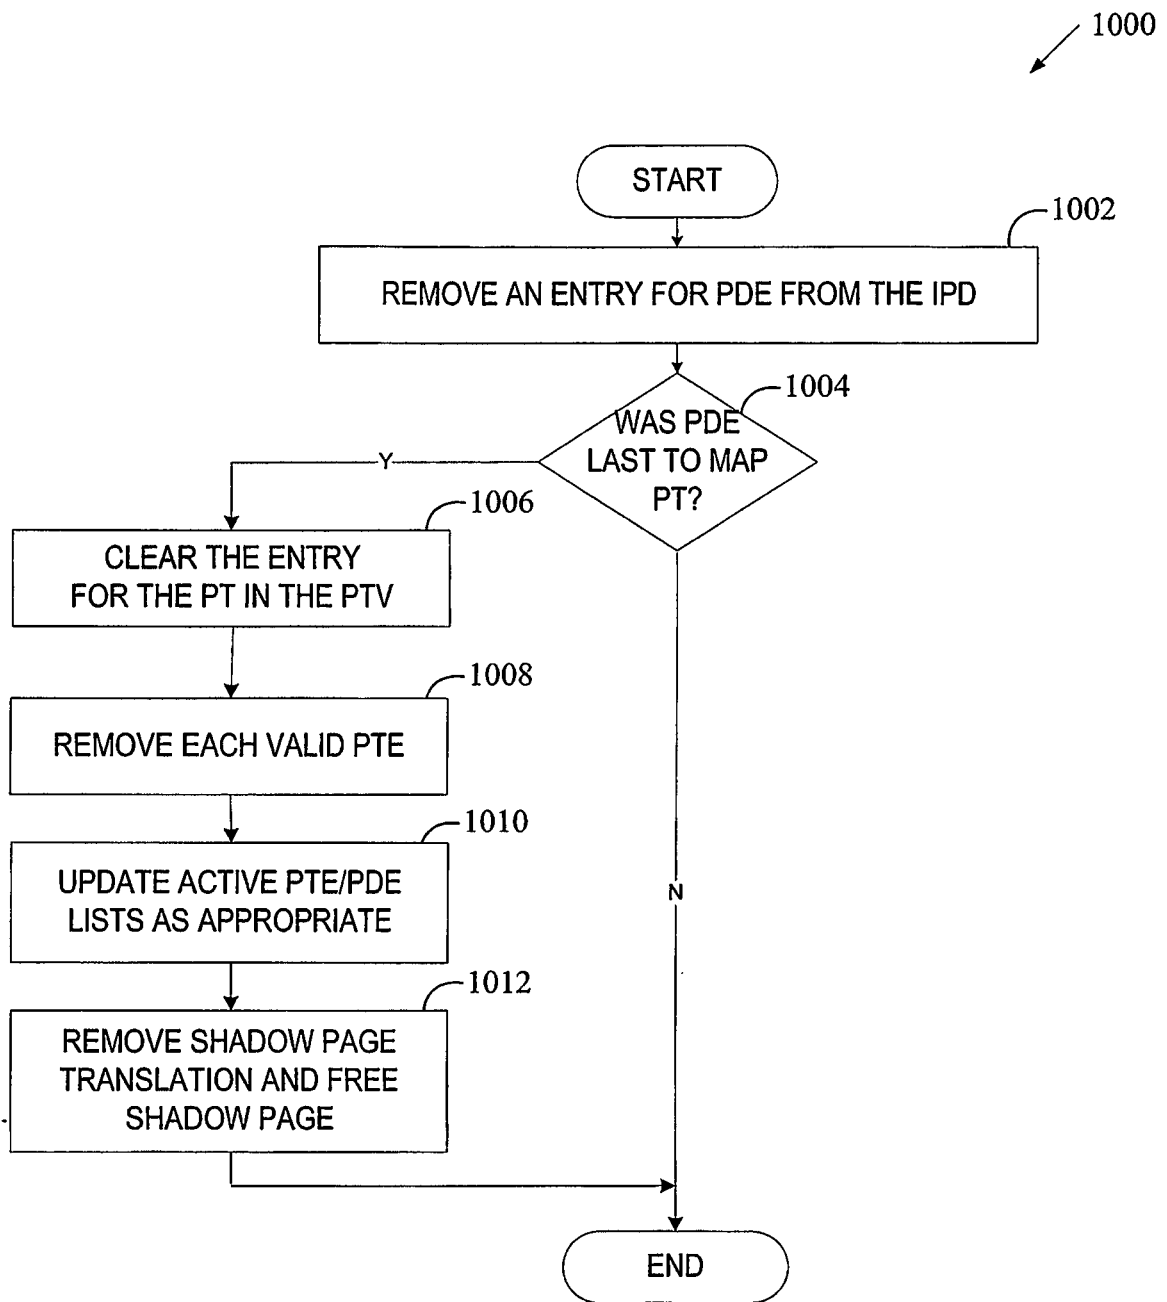 1000
START
1002
REMOVE AN ENTRY FOR PDE FROM THE IPD
1004
WAS PDE
LAST TO MAP
PT?
Y
1006
CLEAR THE ENTRY
FOR THE PT IN THE PTV
1008
REMOVE EACH VALID PTE
1010
UPDATE ACTIVE PTE/PDE
LISTS AS APPROPRIATE
N
1012
REMOVE SHADOW PAGE
TRANSLATION AND FREE
SHADOW PAGE
END